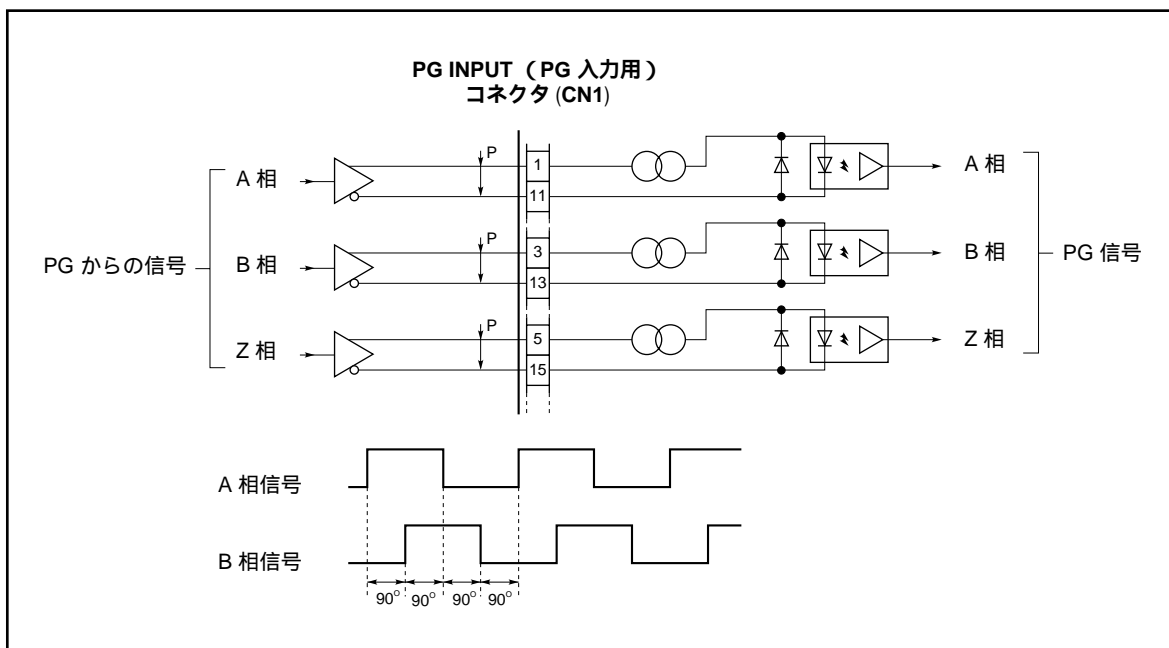 PG INPUT （PG 入力用）
コネクタ (CN1)
PG からの信号
A 相
P
1
11
A 相
B 相
P
3
13
B 相
Z 相
P
5
15
Z 相
PG 信号
A 相信号
B 相信号
90° 90° 90° 90°